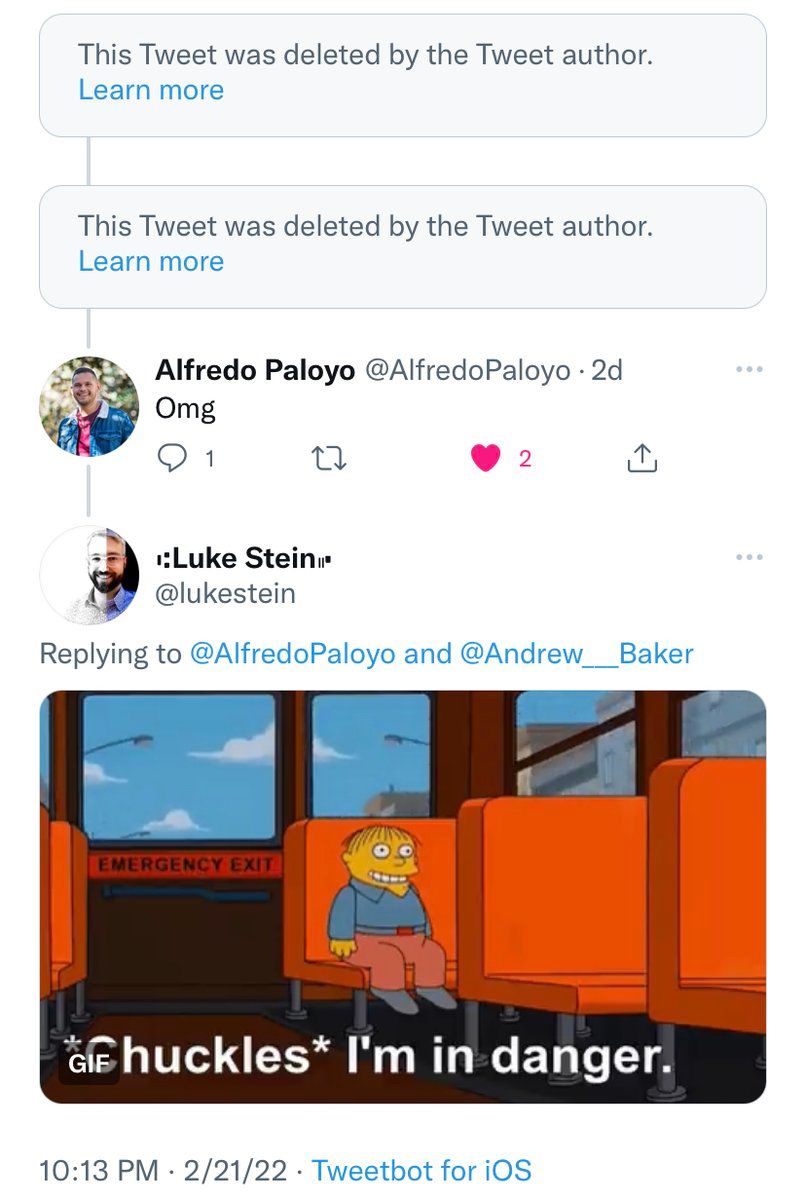 This Tweet was deleted by the Tweet author.
Learn more
This Tweet was deleted by the Tweet author.
Learn more
Alfredo Paloyo @AlfredoPaloyo · 2d
Omg
1
2
⑆Luke Stein⑈
@lukestein
Replying to @AlfredoPaloyo and @Andrew___Baker
EMERGENCY EXIT
*Chuckles* I'm in danger.
GIF
10:13 PM · 2/21/22 · Tweetbot for iOS